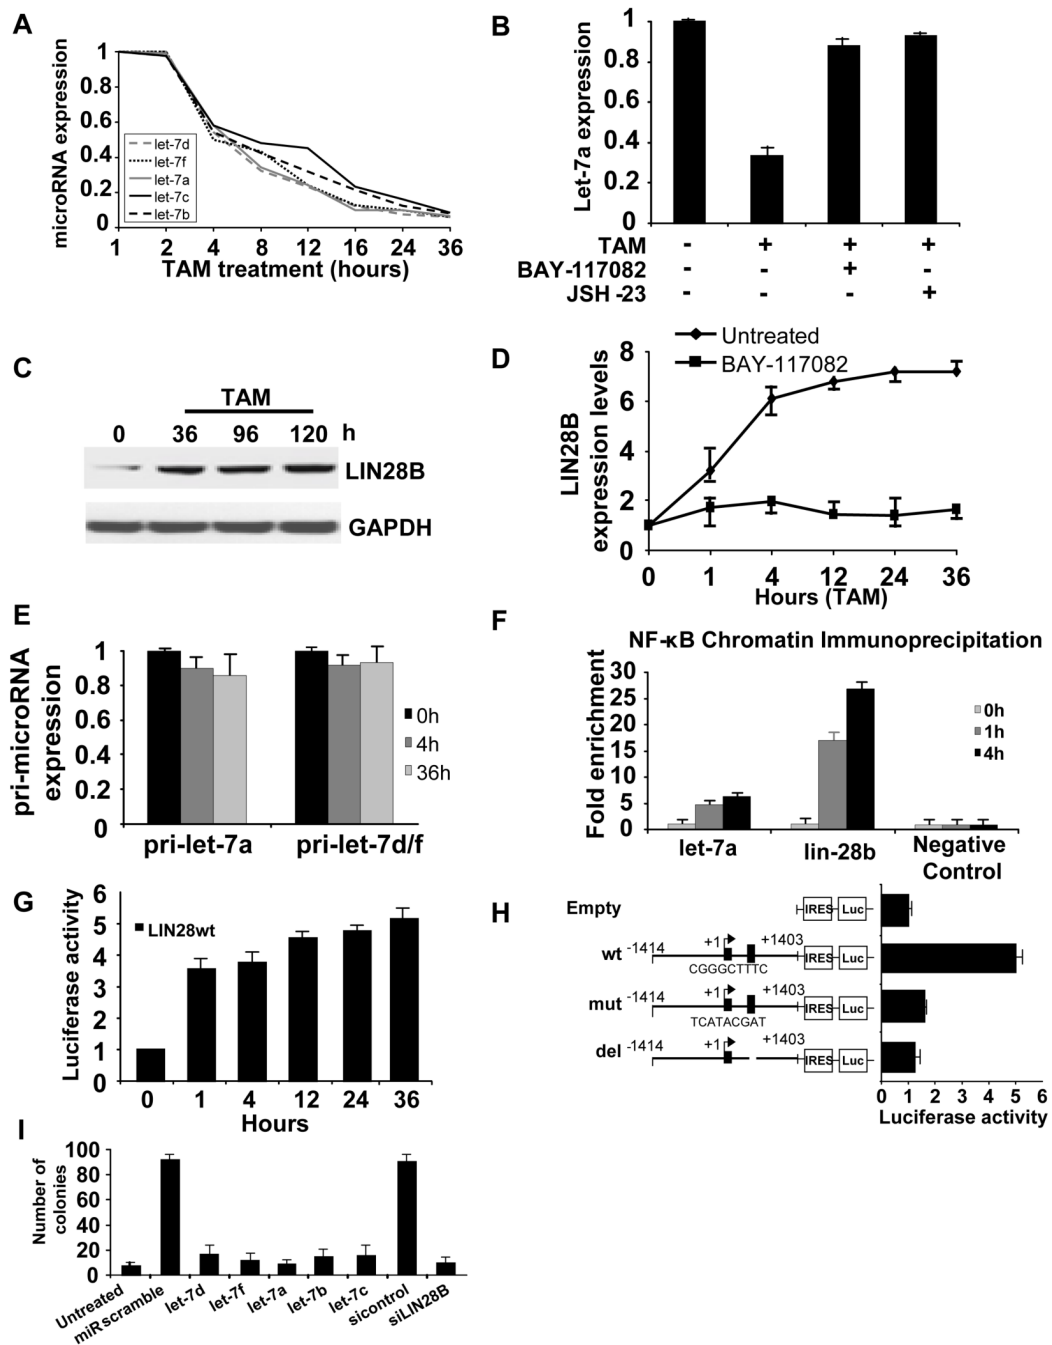 A
microRNA expression
1
0.8
0.6
0.4
0.2
0
let-7d
let-7f
let-7a
let-7c
let-7b
1 2 4 8 12 16 24 36
TAM treatment (hours)
B
Let-7a expression
1
0.8
0.6
0.4
0.2
0
TAM - + + +
BAY-117082 - - + -
JSH -23 - - - +
C
TAM
0 36 96 120 h
LIN28B
GAPDH
D
Untreated
BAY-117082
LIN28B
expression levels
8
6
4
2
0
0 1 4 12 24 36
Hours (TAM)
E
pri-microRNA
expression
1
0.8
0.6
0.4
0.2
0
0h
4h
36h
pri-let-7a pri-let-7d/f
F
NF-κB Chromatin Immunoprecipitation
Fold enrichment
30
25
20
15
10
5
0
0h
1h
4h
let-7a lin-28b Negative
Control
G
Luciferase activity
6
5
4
3
2
1
0
LIN28wt
0 1 4 12 24 36
Hours
H
Empty IRES Luc
wt -1414 +1 +1403 IRES Luc
CGGGCTTTC
mut -1414 +1 +1403 IRES Luc
TCATACGAT
del -1414 +1 +1403 IRES Luc
0 1 2 3 4 5 6
Luciferase activity
I
Number of
colonies
100
80
60
40
20
0
Untreated
miR scramble
let-7d
let-7f
let-7a
let-7b
let-7c
sicontrol
siLIN28B